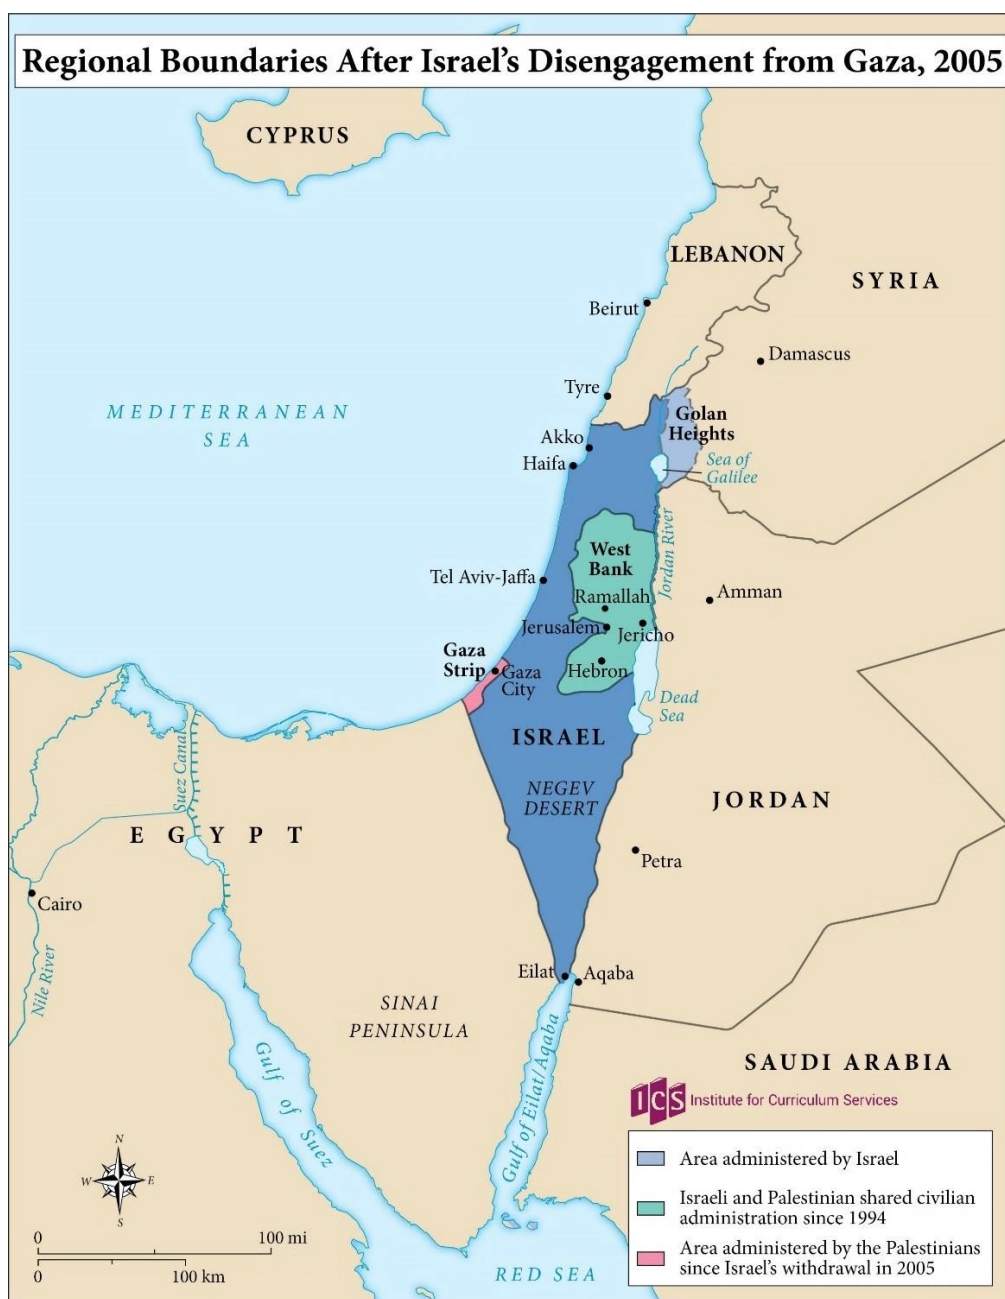 Regional Boundaries After Israel's Disengagement from Gaza, 2005
CYPRUS
LEBANON
SYRIA
Beirut
Damascus
Tyre
MEDITERRANEAN
SEA
Golan
Heights
Akko
Haifa
Sea of
Galilee
Jordan River
West
Bank
Tel Aviv-Jaffa
Ramallah
Amman
Jerusalem
Jericho
Gaza
Strip
Gaza
City
Hebron
Dead
Sea
ISRAEL
Suez Canal
NEGEV
DESERT
JORDAN
EGYPT
Petra
Cairo
Nile River
Eilat
Aqaba
SINAI
PENINSULA
Gulf of Suez
Gulf of Eilat/Aqaba
SAUDI ARABIA
ICS Institute for Curriculum Services
N
W E
S
Area administered by Israel
Israeli and Palestinian shared civilian
administration since 1994
Area administered by the Palestinians
since Israel's withdrawal in 2005
0 100 mi
0 100 km
RED SEA